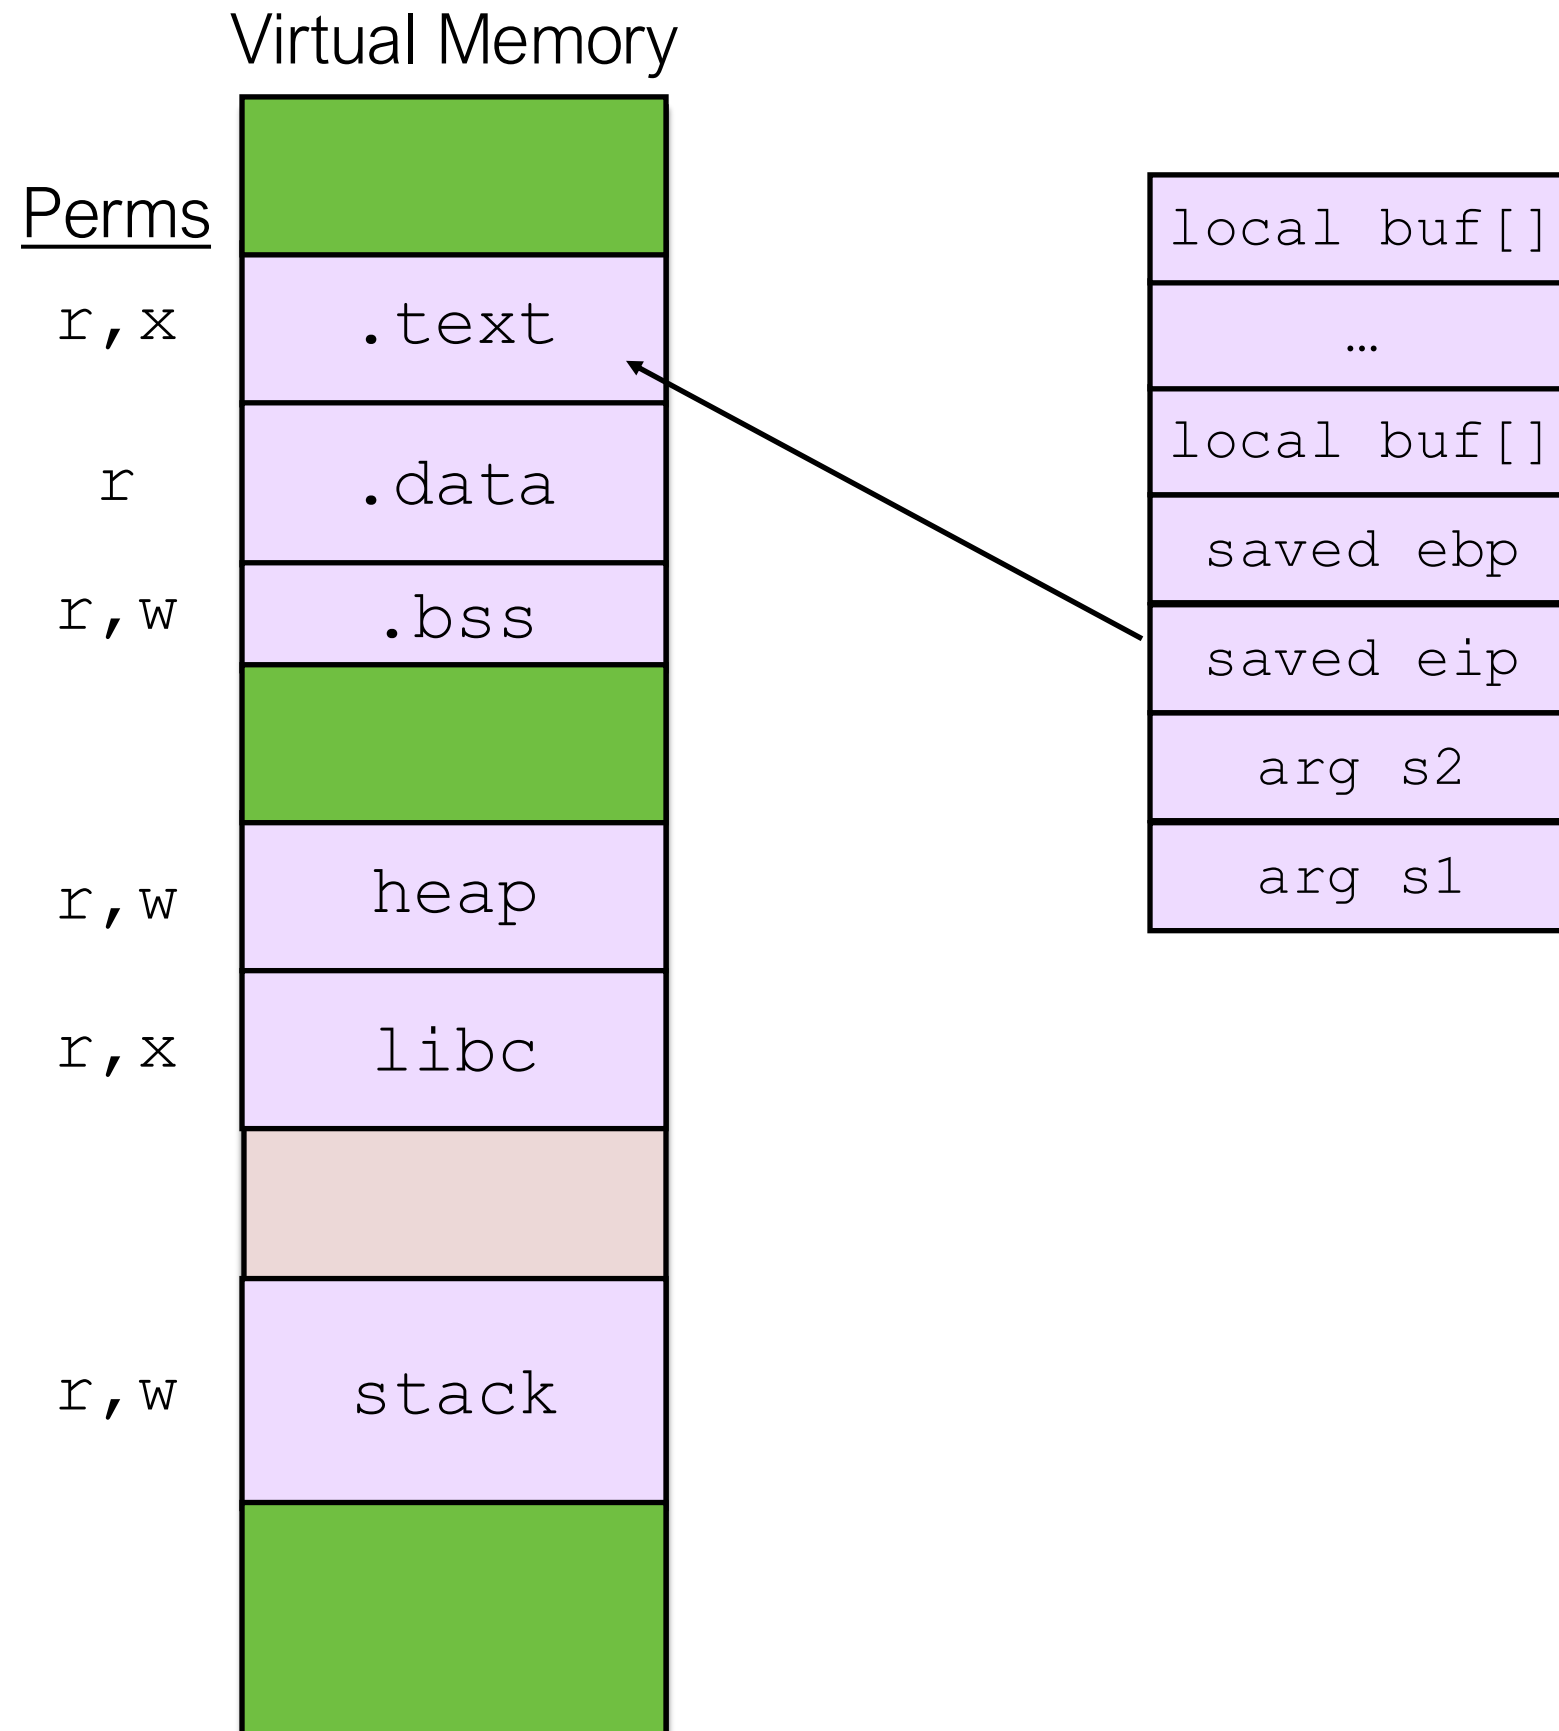 Virtual Memory
Perms
r,x
.text
r
.data
r,w
.bss
r,w
heap
r,x
libc
r,w
stack
local buf[]
…
local buf[]
saved ebp
saved eip
arg s2
arg s1